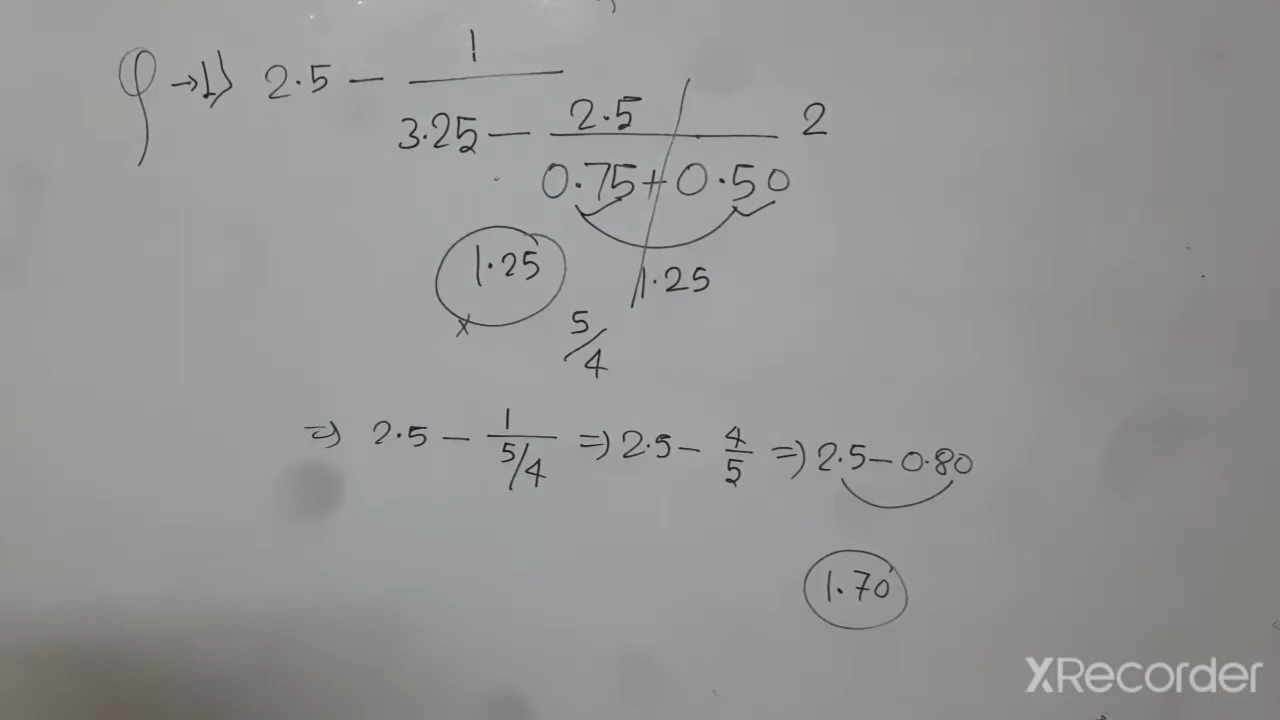 Q → 1) 2.5 − 1
3.25 − 2.5 2
0.75 + 0.50
1.25 1.25
5/4
⇒ 2.5 − 1/(5/4) ⇒ 2.5 − 4/5 ⇒ 2.5 − 0.80
1.70
XRecorder